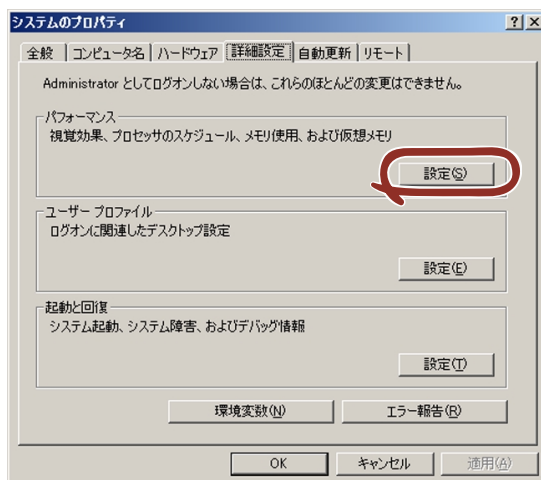 システムのプロパティ
全般 コンピュータ名 ハードウェア 詳細設定 自動更新 リモート
Administrator としてログオンしない場合は、これらのほとんどの変更はできません。
パフォーマンス
視覚効果、プロセッサのスケジュール、メモリ使用、および仮想メモリ
設定(S)
ユーザー プロファイル
ログオンに関連したデスクトップ設定
設定(E)
起動と回復
システム起動、システム障害、およびデバッグ情報
設定(T)
環境変数(N) エラー報告(R)
OK キャンセル 適用(A)